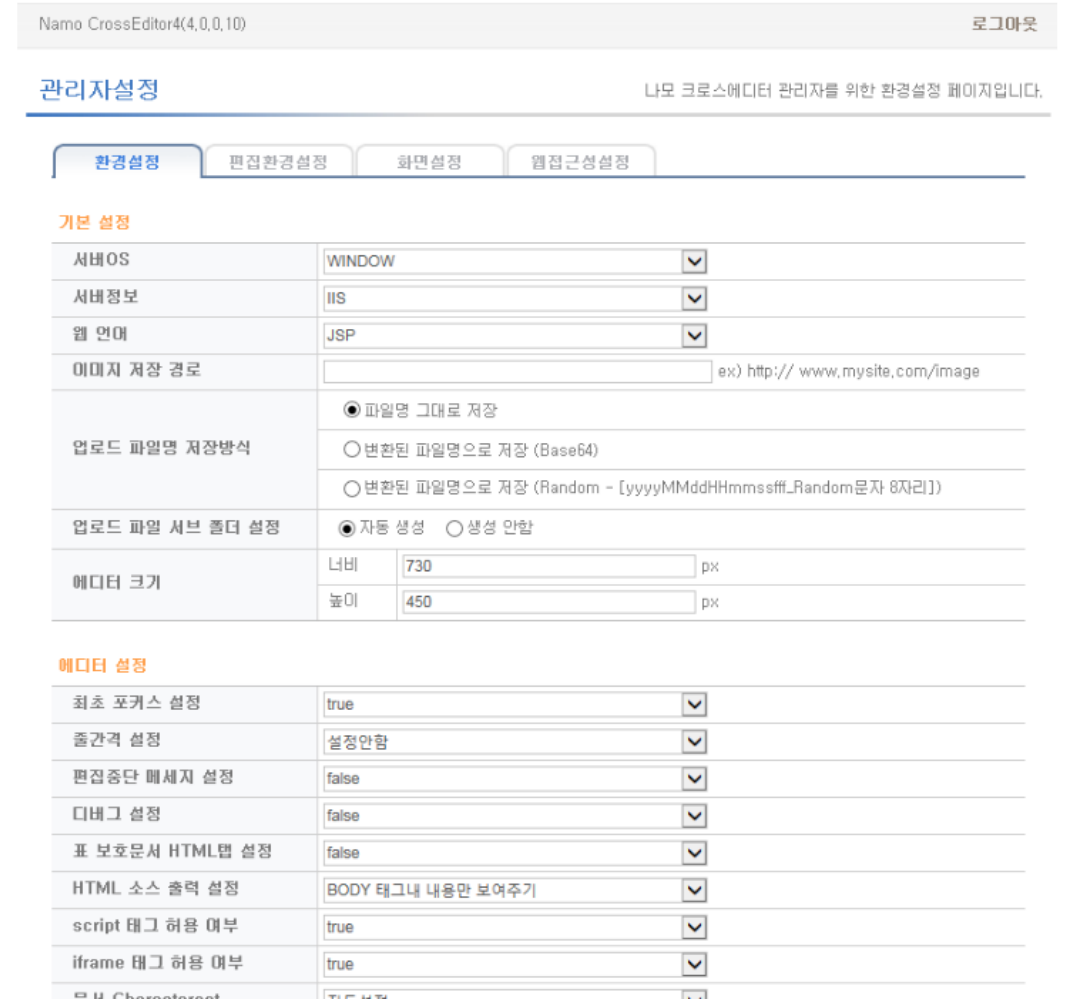 Namo CrossEditor4(4,0,0,10) 로그아웃
관리자설정 나모 크로스에디터 관리자를 위한 환경설정 페이지입니다.
환경설정 편집환경설정 화면설정 웹접근성설정
기본 설정
서버OS WINDOW
서버정보 IIS
웹 언어 JSP
이미지 저장 경로 ex) http:// www.mysite.com/image
업로드 파일명 저장방식
파일명 그대로 저장
변환된 파일명으로 저장 (Base64)
변환된 파일명으로 저장 (Random - [yyyyMMddHHmmssfff_Random문자 8자리])
업로드 파일 서브 폴더 설정 자동 생성 생성 안함
에디터 크기
너비 730 px
높이 450 px
에디터 설정
최초 포커스 설정 true
줄간격 설정 설정안함
편집중단 메세지 설정 false
디버그 설정 false
표 보호문서 HTML탭 설정 false
HTML 소스 출력 설정 BODY 태그내 내용만 보여주기
script 태그 허용 여부 true
iframe 태그 허용 여부 true